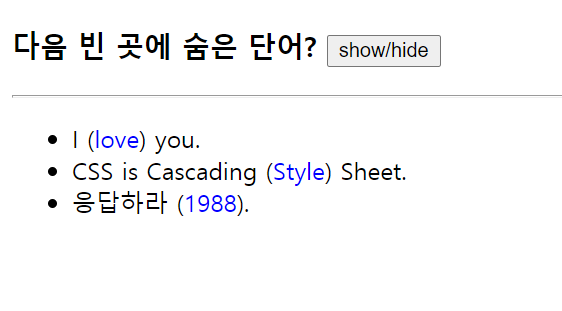 다음 빈 곳에 숨은 단어? show/hide
I (love) you.
CSS is Cascading (Style) Sheet.
응답하라 (1988).